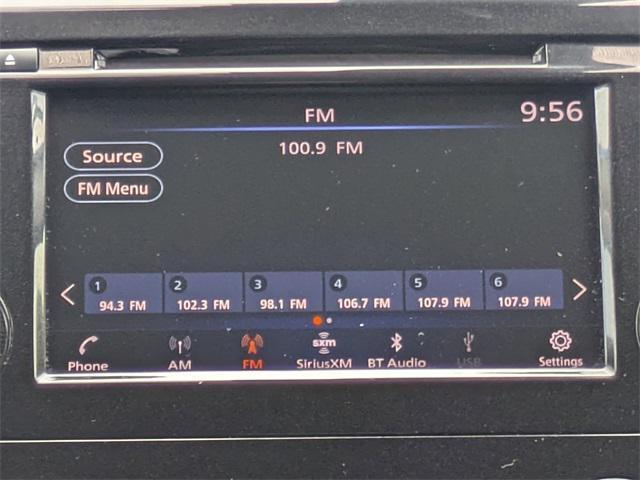 FM
9:56
100.9 FM
Source
FM Menu
1 2 3 4 5 6
94.3 FM 102.3 FM 98.1 FM 106.7 FM 107.9 FM 107.9 FM
sxm
Phone AM FM SiriusXM BT Audio USB Settings